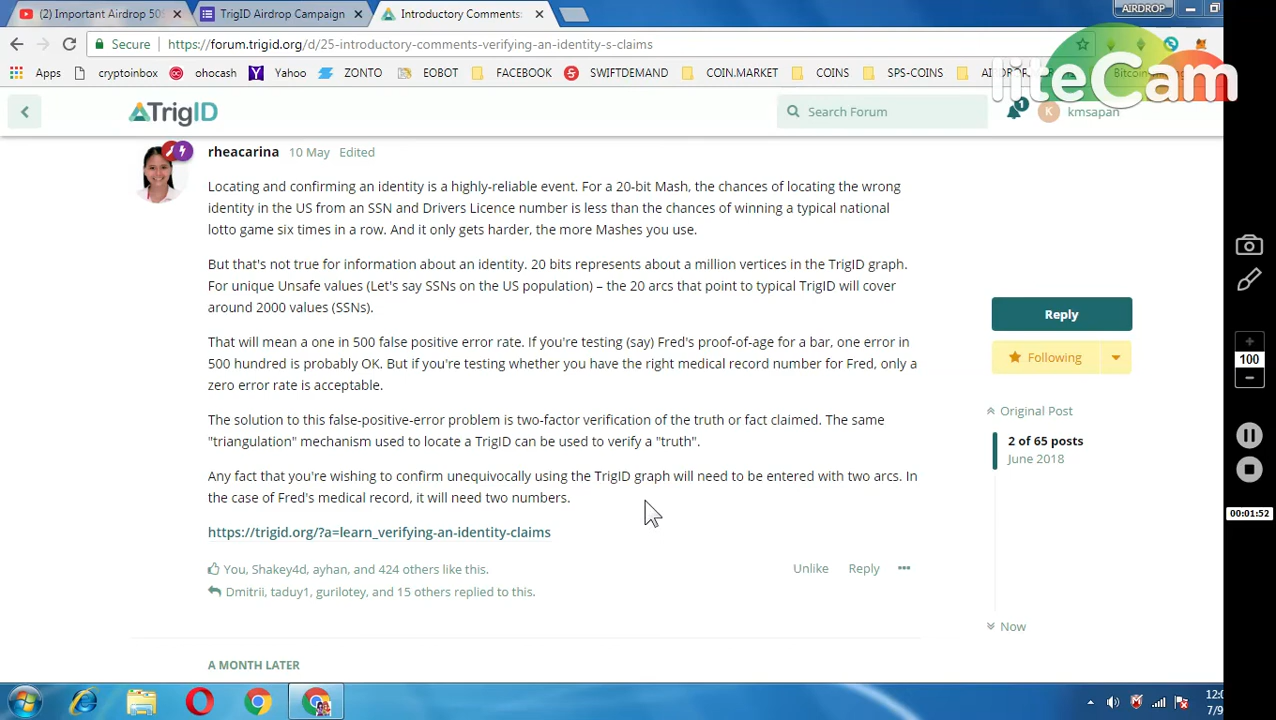 (2) Important Airdrop 50
TrigID Airdrop Campaign
Introductory Comments:
AIRDROP
Secure
https://forum.trigid.org/d/25-introductory-comments-verifying-an-identity-s-claims
Apps
cryptoinbox
ohocash
Yahoo
ZONTO
EOBOT
FACEBOOK
SWIFTDEMAND
COIN.MARKET
COINS
SPS-COINS
liteCam
TrigID
Search Forum
1
K
kmsapan
rheacarina 10 May Edited
Locating and confirming an identity is a highly-reliable event. For a 20-bit Mash, the chances of locating the wrong
identity in the US from an SSN and Drivers Licence number is less than the chances of winning a typical national
lotto game six times in a row. And it only gets harder, the more Mashes you use.
But that's not true for information about an identity. 20 bits represents about a million vertices in the TrigID graph.
For unique Unsafe values (Let's say SSNs on the US population) – the 20 arcs that point to typical TrigID will cover
around 2000 values (SSNs).
That will mean a one in 500 false positive error rate. If you're testing (say) Fred's proof-of-age for a bar, one error in
500 hundred is probably OK. But if you're testing whether you have the right medical record number for Fred, only a
zero error rate is acceptable.
The solution to this false-positive-error problem is two-factor verification of the truth or fact claimed. The same
"triangulation" mechanism used to locate a TrigID can be used to verify a "truth".
Any fact that you're wishing to confirm unequivocally using the TrigID graph will need to be entered with two arcs. In
the case of Fred's medical record, it will need two numbers.
https://trigid.org/?a=learn_verifying-an-identity-claims
You, Shakey4d, ayhan, and 424 others like this.
Unlike
Reply
Dmitrii, taduy1, gurilotey, and 15 others replied to this.
A MONTH LATER
Reply
Following
Original Post
2 of 65 posts
June 2018
Now
100
00:01:52
12:0
7/9